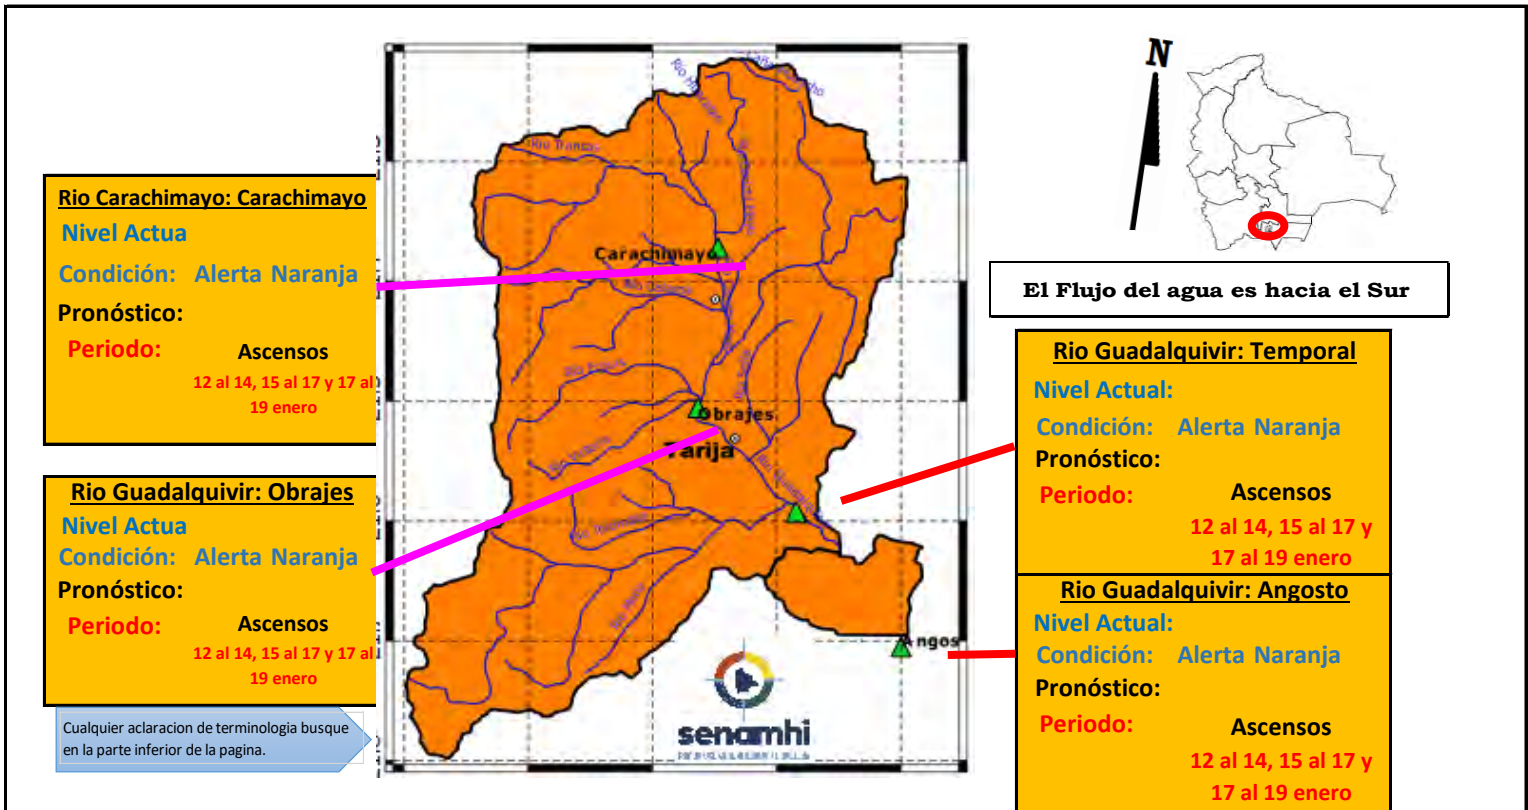 Rio Carachimayo: Carachimayo
Nivel Actua
Condición: Alerta Naranja
Pronóstico:
Periodo: Ascensos
12 al 14, 15 al 17 y 17 al
19 enero
Rio Guadalquivir: Obrajes
Nivel Actua
Condición: Alerta Naranja
Pronóstico:
Periodo: Ascensos
12 al 14, 15 al 17 y 17 al
19 enero
Cualquier aclaracion de terminologia busque
en la parte inferior de la pagina.
Carachimayo
Obrajes
Tarija
Angos
senamhi
N
El Flujo del agua es hacia el Sur
Rio Guadalquivir: Temporal
Nivel Actual:
Condición: Alerta Naranja
Pronóstico:
Periodo: Ascensos
12 al 14, 15 al 17 y
17 al 19 enero
Rio Guadalquivir: Angosto
Nivel Actual:
Condición: Alerta Naranja
Pronóstico:
Periodo: Ascensos
12 al 14, 15 al 17 y
17 al 19 enero